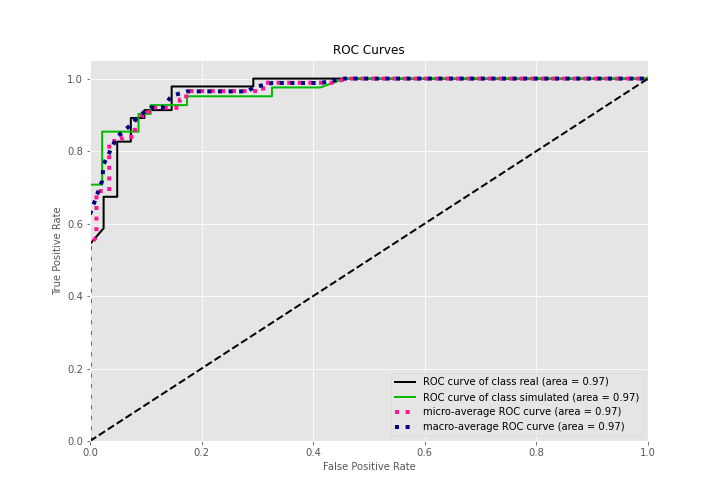 ROC Curves
True Positive Rate
1.0
0.8
0.6
0.4
0.2
0.0
0.0 0.2 0.4 0.6 0.8 1.0
False Positive Rate
ROC curve of class real (area = 0.97)
ROC curve of class simulated (area = 0.97)
micro-average ROC curve (area = 0.97)
macro-average ROC curve (area = 0.97)